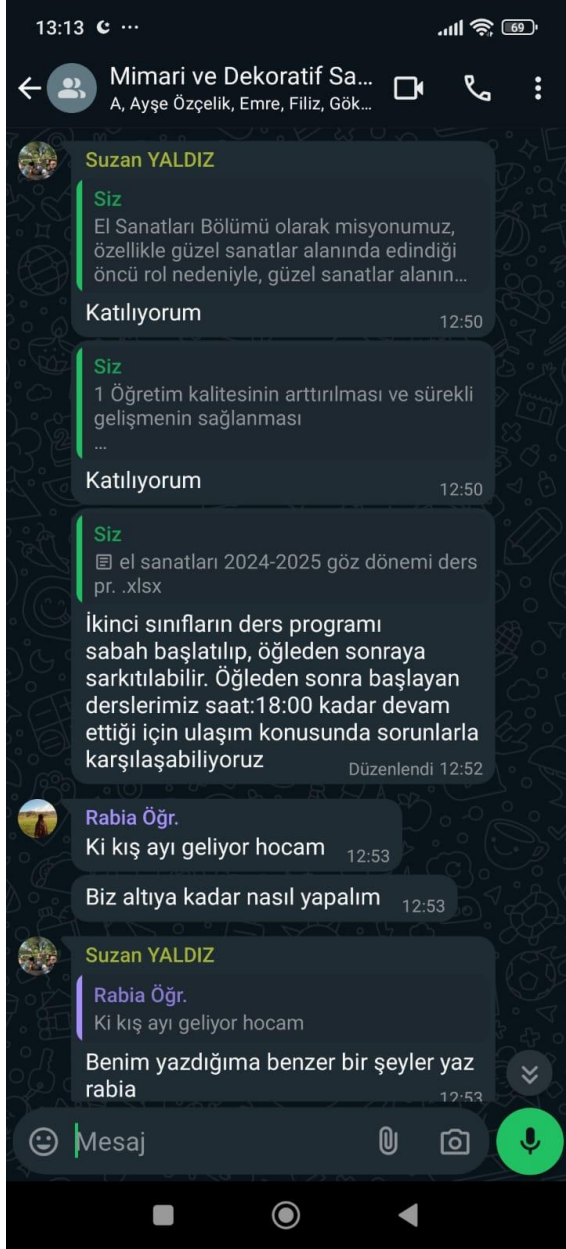 13:13 ...
69
Mimari ve Dekoratif Sa...
A, Ayşe Özçelik, Emre, Filiz, Gök...
Suzan YALDIZ
Siz
El Sanatları Bölümü olarak misyonumuz,
özellikle güzel sanatlar alanında edindiği
öncü rol nedeniyle, güzel sanatlar alanın...
Katılıyorum
12:50
Siz
1 Öğretim kalitesinin arttırılması ve sürekli
gelişmenin sağlanması
...
Katılıyorum
12:50
Siz
el sanatları 2024-2025 göz dönemi ders
pr. .xlsx
İkinci sınıfların ders programı
sabah başlatılıp, öğleden sonraya
sarkıtılabilir. Öğleden sonra başlayan
derslerimiz saat:18:00 kadar devam
ettiği için ulaşım konusunda sorunlarla
karşılaşabiliyoruz
Düzenlendi 12:52
Rabia Öğr.
Ki kış ayı geliyor hocam
12:53
Biz altıya kadar nasıl yapalım
12:53
Suzan YALDIZ
Rabia Öğr.
Ki kış ayı geliyor hocam
Benim yazdığıma benzer bir şeyler yaz
rabia
12:53
Mesaj